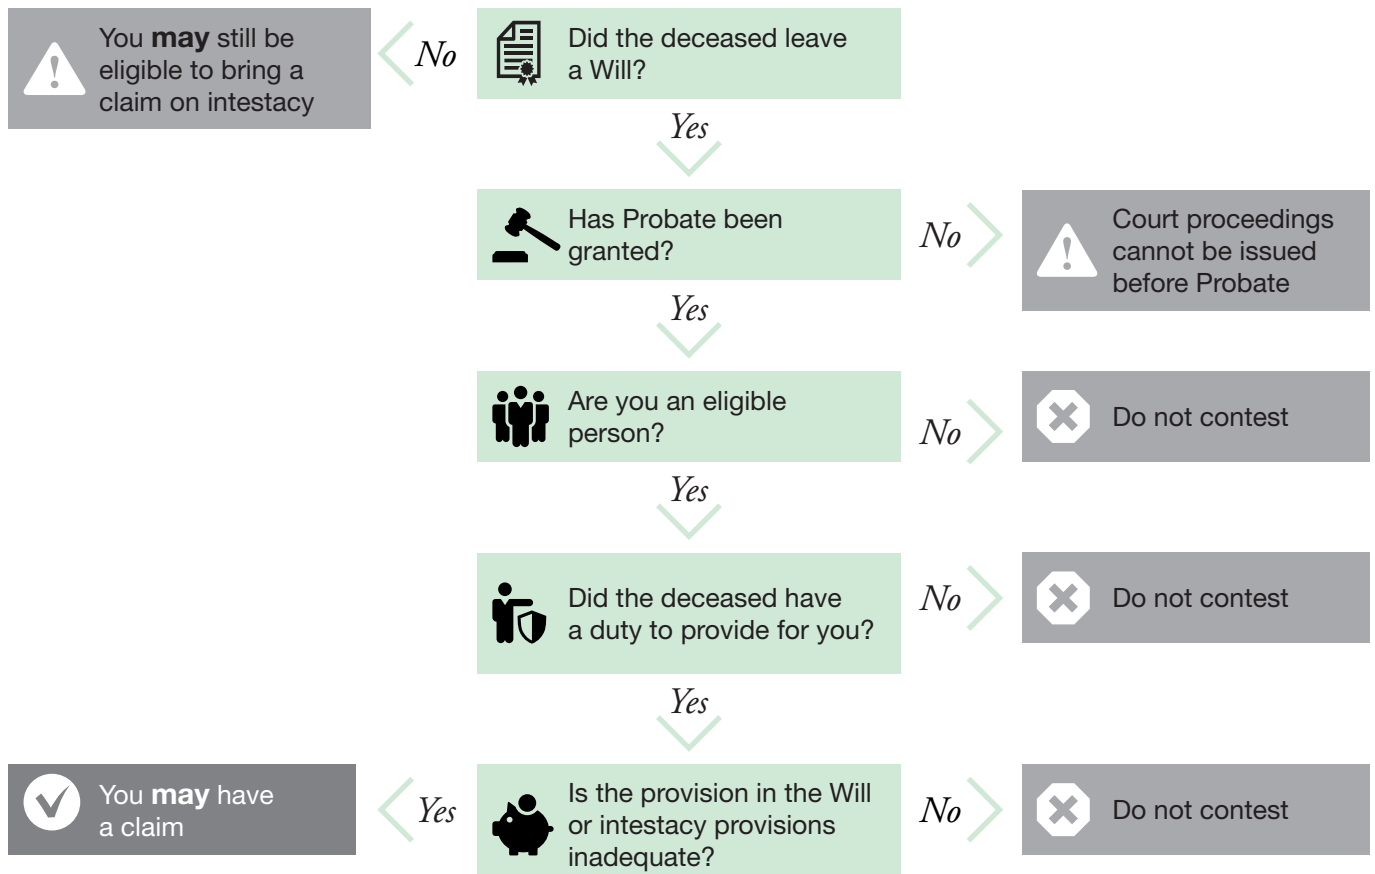 You may still be
eligible to bring a
claim on intestacy
No
Did the deceased leave
a Will?
Yes
Has Probate been
granted?
No
Court proceedings
cannot be issued
before Probate
Yes
Are you an eligible
person?
No
Do not contest
Yes
Did the deceased have
a duty to provide for you?
No
Do not contest
Yes
You may have
a claim
Yes
Is the provision in the Will
or intestacy provisions
inadequate?
No
Do not contest